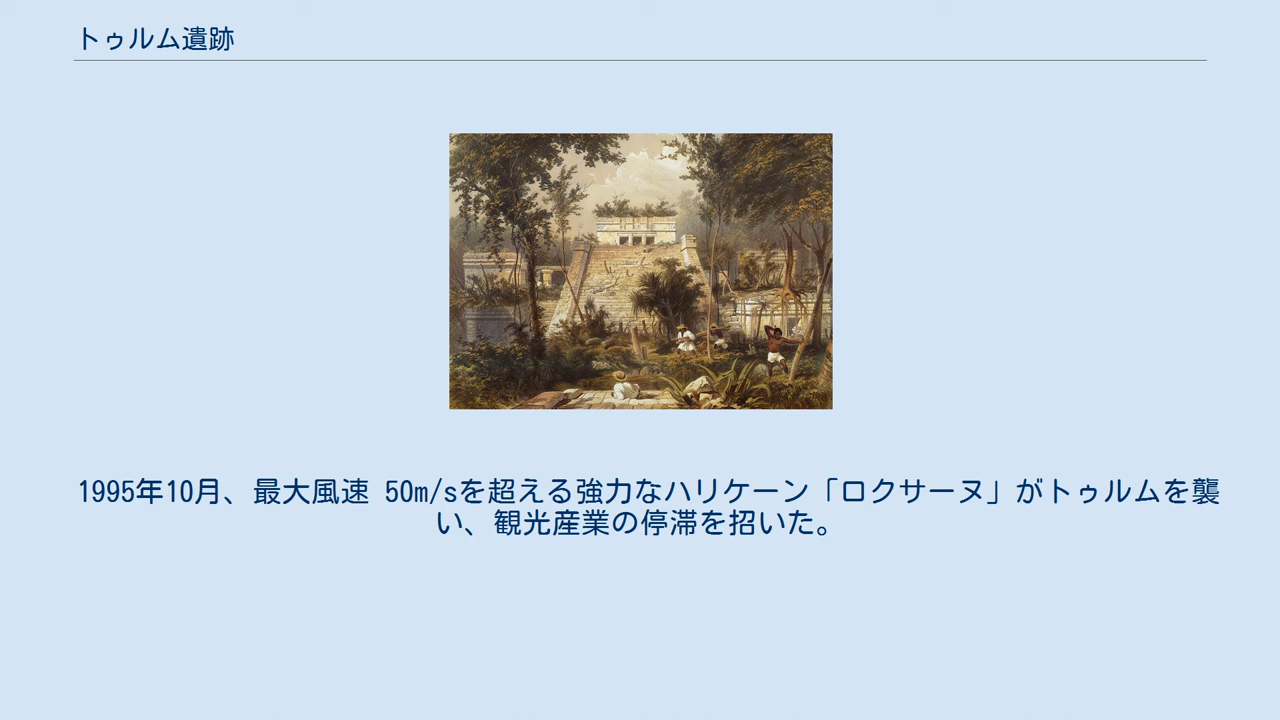 トゥルム遺跡
1995年10月、最大風速 50m/sを超える強力なハリケーン「ロクサーヌ」がトゥルムを襲
い、観光産業の停滞を招いた。